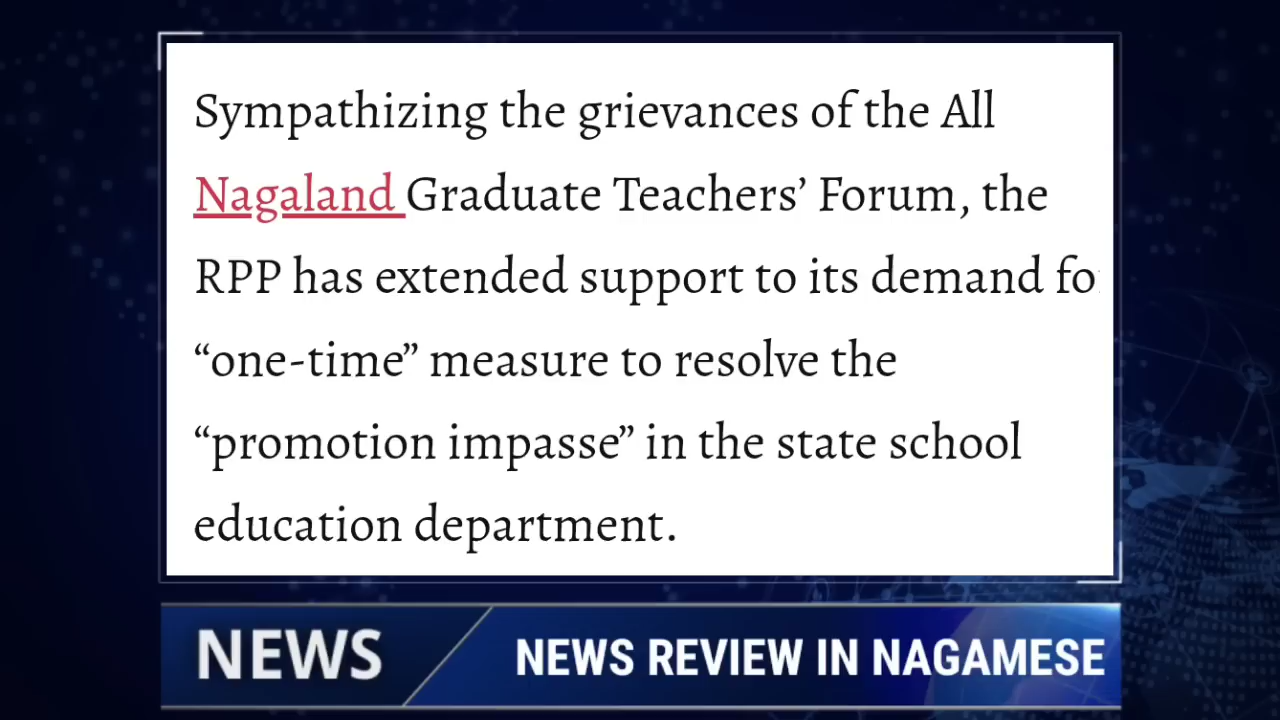 Sympathizing the grievances of the All
Nagaland Graduate Teachers’ Forum, the
RPP has extended support to its demand for
“one-time” measure to resolve the
“promotion impasse” in the state school
education department.
NEWS
NEWS REVIEW IN NAGAMESE